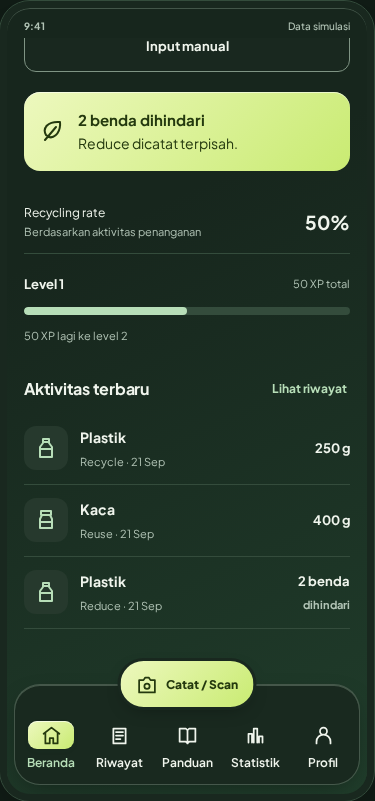 9:41 Data simulasi
Input manual
2 benda dihindari
Reduce dicatat terpisah.
Recycling rate
Berdasarkan aktivitas penanganan
50%
Level 1 50 XP total
50 XP lagi ke level 2
Aktivitas terbaru Lihat riwayat
Plastik
Recycle · 21 Sep
250 g
Kaca
Reuse · 21 Sep
400 g
Plastik
Reduce · 21 Sep
2 benda
dihindari
Catat / Scan
Beranda Riwayat Panduan Statistik Profil